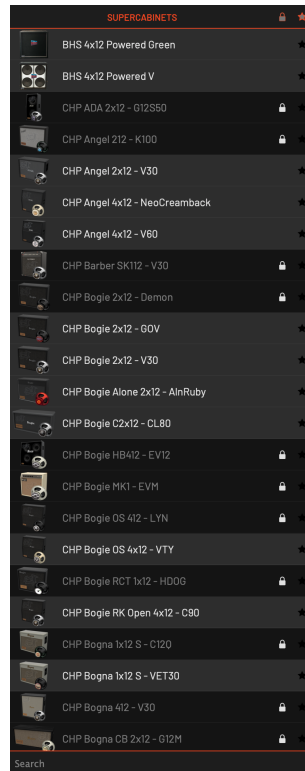 SUPERCABINETS
BHS 4x12 Powered Green
BHS 4x12 Powered V
CHP ADA 2x12 - G12S50
CHP Angel 212 - K100
CHP Angel 2x12 - V30
CHP Angel 4x12 - NeoCreamback
CHP Angel 4x12 - V60
CHP Barber SK112 - V30
CHP Bogie 2x12 - Demon
CHP Bogie 2x12 - GOV
CHP Bogie 2x12 - V30
CHP Bogie Alone 2x12 - AlnRuby
CHP Bogie C2x12 - CL80
CHP Bogie HB412 - EV12
CHP Bogie MK1 - EVM
CHP Bogie OS 412 - LYN
CHP Bogie OS 4x12 - VTY
CHP Bogie RCT 1x12 - HDOG
CHP Bogie RK Open 4x12 - C90
CHP Bogna 1x12 S - C12Q
CHP Bogna 1x12 S - VET30
CHP Bogna 412 - V30
CHP Bogna CB 2x12 - G12M
Search